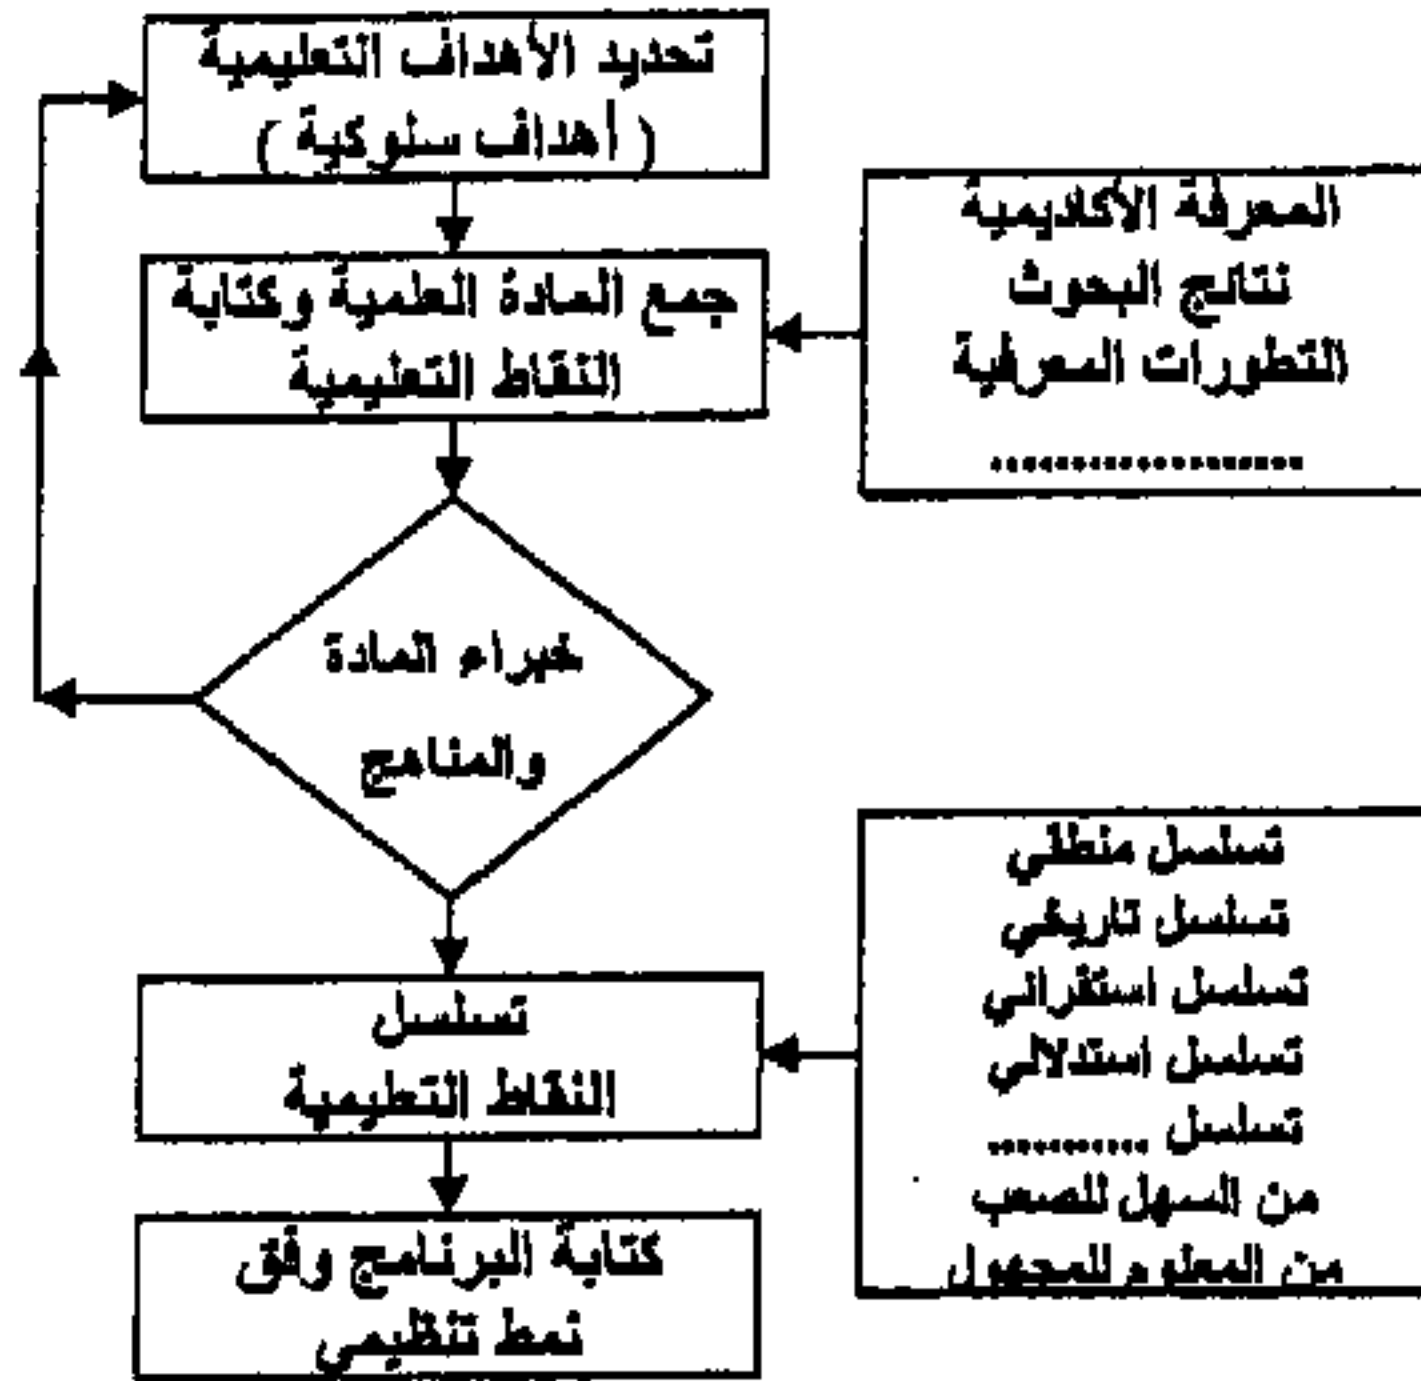 تحديد الأهداف التعليمية
( أهداف سلوكية )
جمع المادة العلمية وكتابة
النقاط التعليمية
المعرفة الأكاديمية
نتائج البحوث
التطورات المعرفية
....................
خبراء المادة
والمناهج
تسلسل
النقاط التعليمية
تسلسل منطقي
تسلسل تاريخي
تسلسل استقرائي
تسلسل استدلالي
تسلسل ...........
من السهل للصعب
من المعلوم للمجهول
كتابة البرنامج وفق
نمط تنظيمي